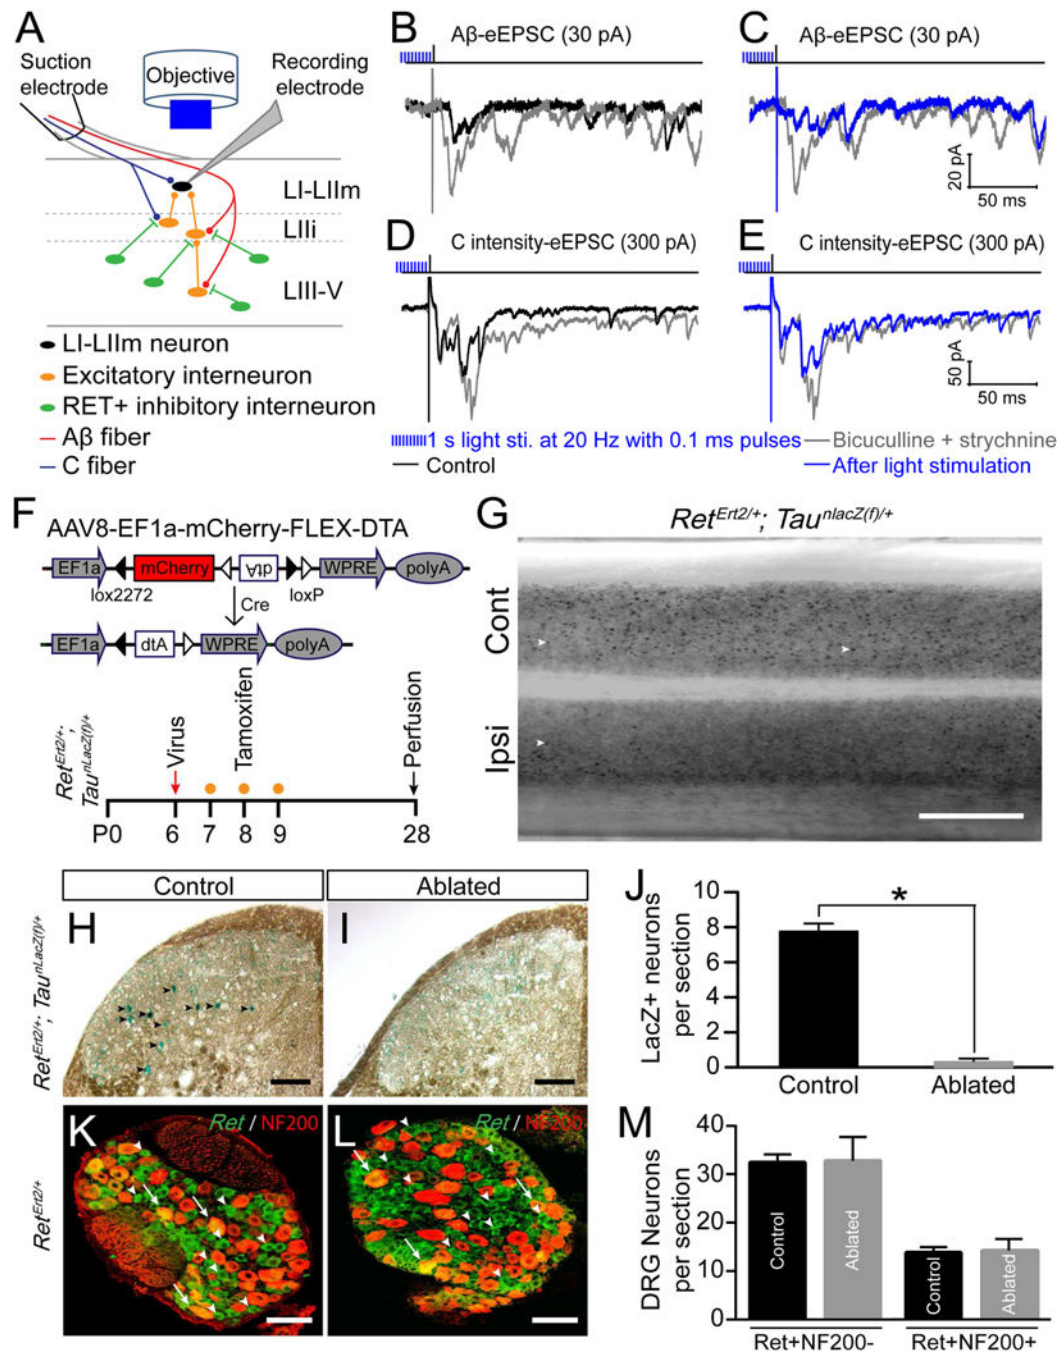 A
Suction
electrode
Objective
Recording
electrode
LI-LIIm
LIIi
LIII-V
LI-LIIm neuron
Excitatory interneuron
RET+ inhibitory interneuron
Aβ fiber
C fiber
B
Aβ-eEPSC (30 pA)
C
Aβ-eEPSC (30 pA)
20 pA
50 ms
D
C intensity-eEPSC (300 pA)
E
C intensity-eEPSC (300 pA)
50 pA
50 ms
1 s light sti. at 20 Hz with 0.1 ms pulses
Bicuculline + strychnine
Control
After light stimulation
F
AAV8-EF1a-mCherry-FLEX-DTA
EF1a
mCherry
dtA
WPRE
polyA
lox2272
loxP
Cre
EF1a
dtA
WPRE
polyA
Ret^Ert2/+;
Tau^nLacZ(f)/+
Virus
Tamoxifen
Perfusion
P0
6
7
8
9
28
G
Ret^Ert2/+; Tau^nlacZ(f)/+
Cont
Ipsi
Control
Ablated
Ret^Ert2/+; Tau^nLacZ(f)/+
H
I
J
LacZ+ neurons
per section
10
8
6
4
2
0
*
Control
Ablated
Ret^Ert2/+
K
Ret / NF200
L
Ret / NF200
M
DRG Neurons
per section
40
30
20
10
0
Control
Ablated
Control
Ablated
Ret+NF200-
Ret+NF200+